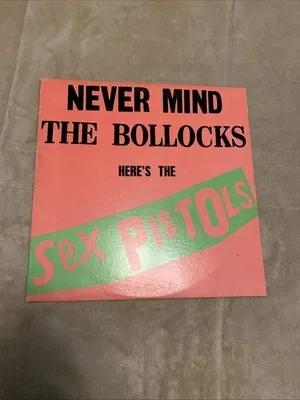 NEVER MIND
THE BOLLOCKS
HERE'S THE
Sex PisTOLs